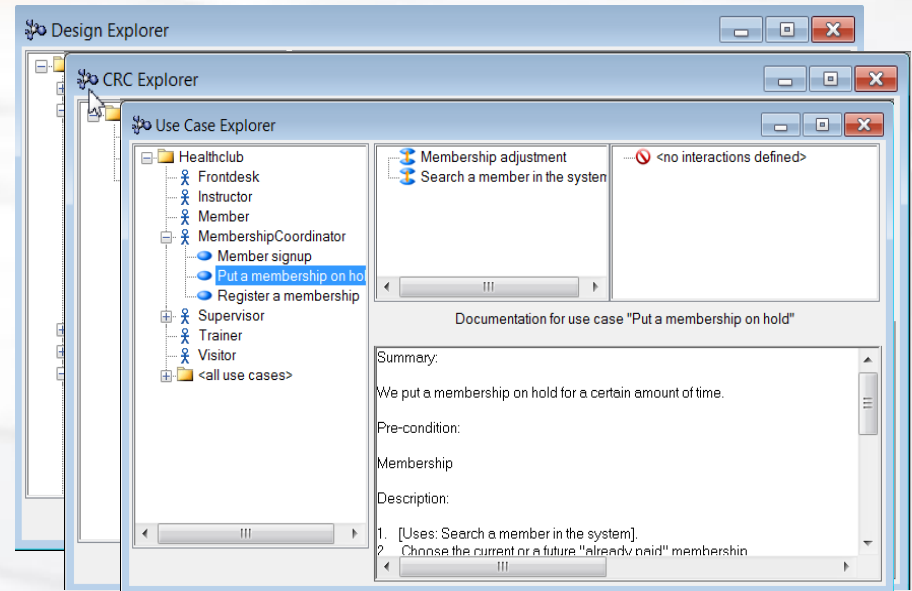 Design Explorer
CRC Explorer
Use Case Explorer
Healthclub
Frontdesk
Instructor
Member
MembershipCoordinator
Member signup
Put a membership on hol
Register a membership
Supervisor
Trainer
Visitor
<all use cases>
Membership adjustment
Search a member in the system
<no interactions defined>
Documentation for use case "Put a membership on hold"
Summary:
We put a membership on hold for a certain amount of time.
Pre-condition:
Membership
Description:
1. [Uses: Search a member in the system].
2. Choose the current or a future "already paid" membership